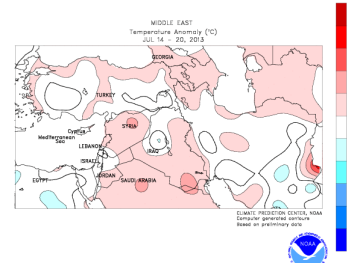 MIDDLE EAST
Temperature Anomaly (°C)
JUL 14 - 20, 2013
GEORGIA
TURKEY
SYRIA
Cyprus
Mediterranean
Sea
LEBANON
IRAQ
ISRAEL
JORDAN
EGYPT
SAUDI ARABIA
CLIMATE PREDICTION CENTER, NOAA
Computer generated contours
Based on preliminary data
NOAA